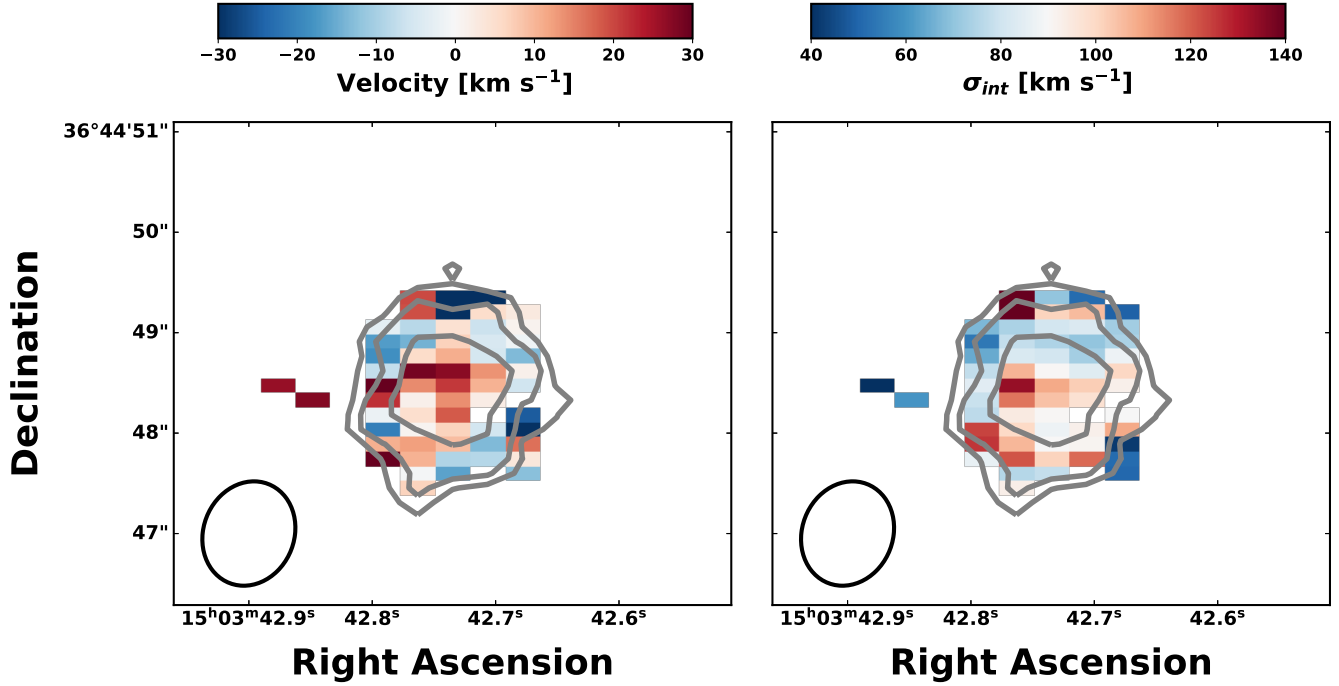 −30 −20 −10 0 10 20 30
Velocity [km s⁻¹]
40 60 80 100 120 140
σ_int [km s⁻¹]
Declination
36°44'51"
50"
49"
48"
47"
15ʰ03ᵐ42.9ˢ 42.8ˢ 42.7ˢ 42.6ˢ
Right Ascension
15ʰ03ᵐ42.9ˢ 42.8ˢ 42.7ˢ 42.6ˢ
Right Ascension